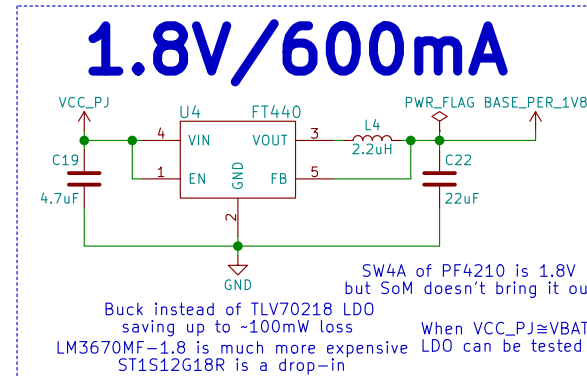 1.8V/600mA
VCC_PJ
PWR_FLAG BASE_PER_1V8
U4 FT440
L4
4 VIN VOUT 3
2.2uH
C19
4.7uF
1 EN GND FB 5
C22
22uF
2
GND
SW4A of PF4210 is 1.8V
but SoM doesn't bring it ou
Buck instead of TLV70218 LDO
saving up to ~100mW loss
LM3670MF-1.8 is much more expensive
ST1S12G18R is a drop-in
When VCC_PJ≅VBAT
LDO can be tested